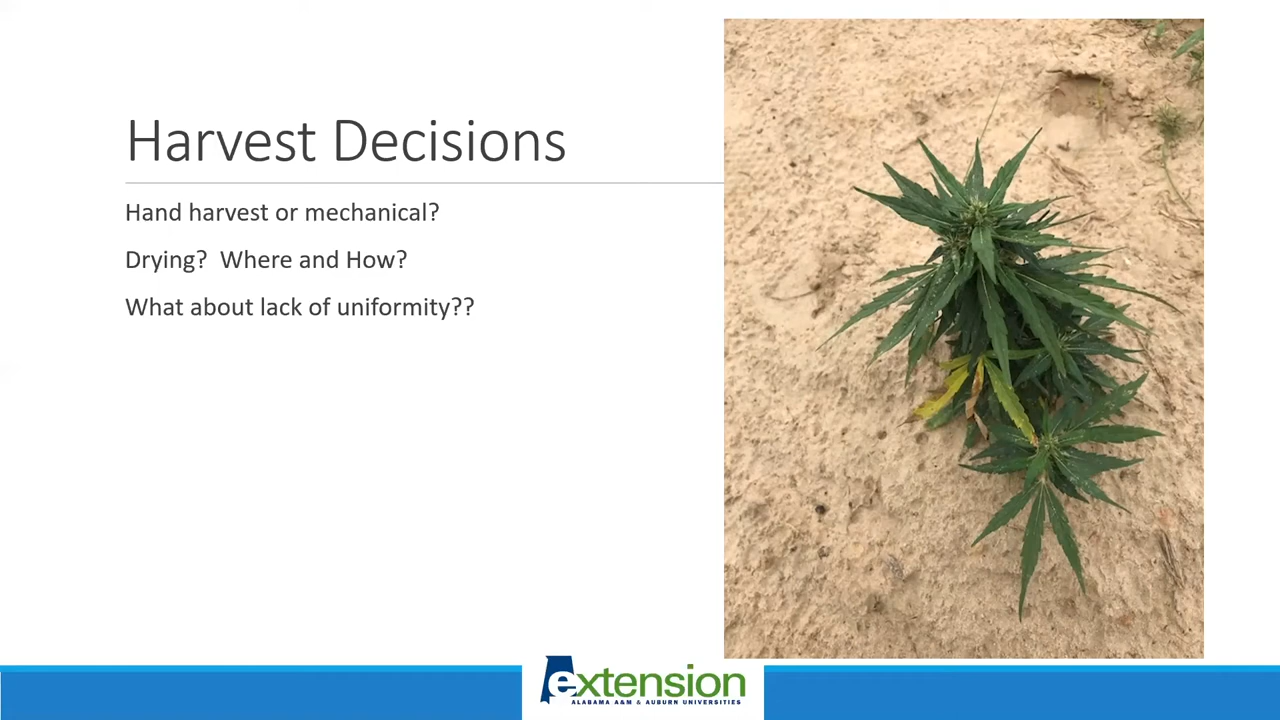 Harvest Decisions
Hand harvest or mechanical?
Drying?  Where and How?
What about lack of uniformity??
extension
ALABAMA A&M & AUBURN UNIVERSITIES